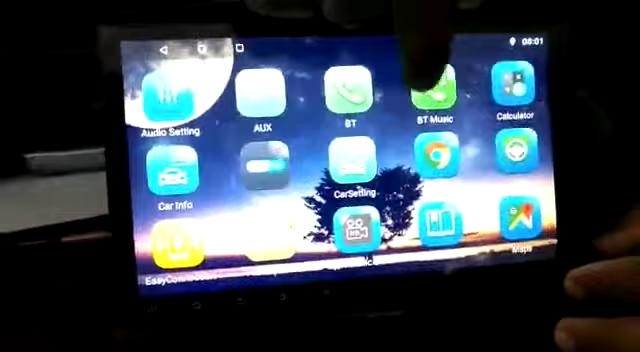 08:01
Audio Setting
AUX
BT
BT Music
Calculator
Car Info
CarSetting
Maps